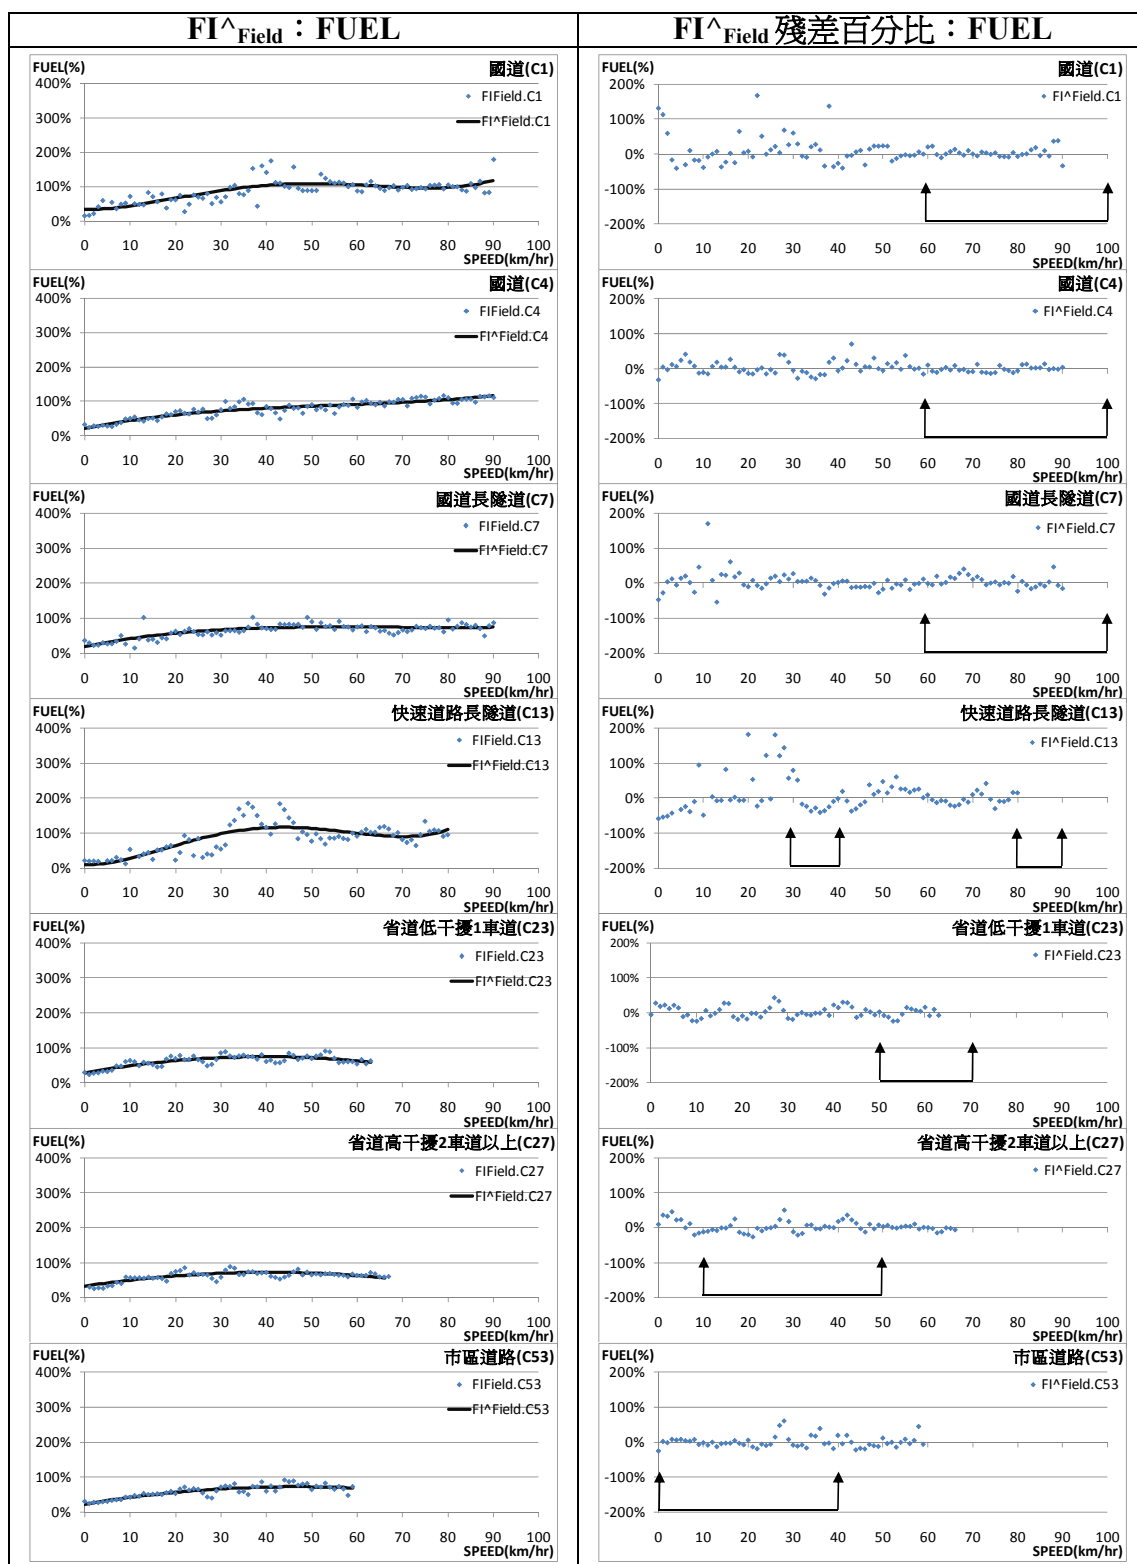 FI^Field：FUEL
FI^Field 殘差百分比：FUEL
FUEL(%) 國道(C1)
400%
FIField.C1
300%
FI^Field.C1
200%
100%
0%
0 10 20 30 40 50 60 70 80 90 100
SPEED(km/hr)
FUEL(%) 國道(C1)
200%
FI^Field.C1
100%
0%
-100%
-200%
0 10 20 30 40 50 60 70 80 90 100
SPEED(km/hr)
FUEL(%) 國道(C4)
400%
FIField.C4
300%
FI^Field.C4
200%
100%
0%
0 10 20 30 40 50 60 70 80 90 100
SPEED(km/hr)
FUEL(%) 國道(C4)
200%
FI^Field.C4
100%
0%
-100%
-200%
0 10 20 30 40 50 60 70 80 90 100
SPEED(km/hr)
FUEL(%) 國道長隧道(C7)
400%
FIField.C7
300%
FI^Field.C7
200%
100%
0%
0 10 20 30 40 50 60 70 80 90 100
SPEED(km/hr)
FUEL(%) 國道長隧道(C7)
200%
FI^Field.C7
100%
0%
-100%
-200%
0 10 20 30 40 50 60 70 80 90 100
SPEED(km/hr)
FUEL(%) 快速道路長隧道(C13)
400%
FIField.C13
300%
FI^Field.C13
200%
100%
0%
0 10 20 30 40 50 60 70 80 90 100
SPEED(km/hr)
FUEL(%) 快速道路長隧道(C13)
200%
FI^Field.C13
100%
0%
-100%
-200%
0 10 20 30 40 50 60 70 80 90 100
SPEED(km/hr)
FUEL(%) 省道低干擾1車道(C23)
400%
FIField.C23
300%
FI^Field.C23
200%
100%
0%
0 10 20 30 40 50 60 70 80 90 100
SPEED(km/hr)
FUEL(%) 省道低干擾1車道(C23)
200%
FI^Field.C23
100%
0%
-100%
-200%
0 10 20 30 40 50 60 70 80 90 100
SPEED(km/hr)
FUEL(%) 省道高干擾2車道以上(C27)
400%
FIField.C27
300%
FI^Field.C27
200%
100%
0%
0 10 20 30 40 50 60 70 80 90 100
SPEED(km/hr)
FUEL(%) 省道高干擾2車道以上(C27)
200%
FI^Field.C27
100%
0%
-100%
-200%
0 10 20 30 40 50 60 70 80 90 100
SPEED(km/hr)
FUEL(%) 市區道路(C53)
400%
FIField.C53
300%
FI^Field.C53
200%
100%
0%
0 10 20 30 40 50 60 70 80 90 100
SPEED(km/hr)
FUEL(%) 市區道路(C53)
200%
FI^Field.C53
100%
0%
-100%
-200%
0 10 20 30 40 50 60 70 80 90 100
SPEED(km/hr)